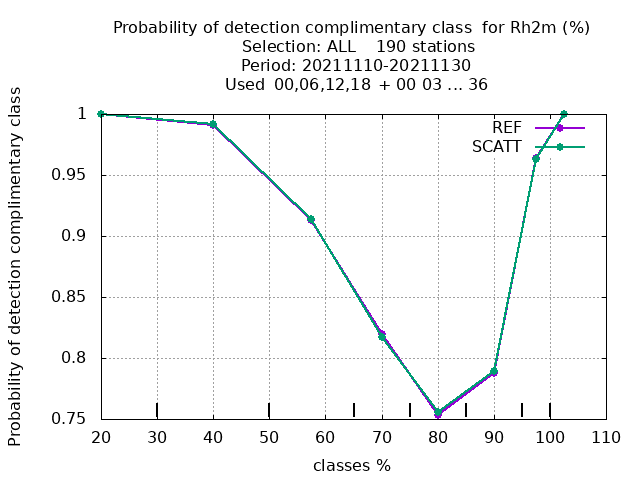 Probability of detection complimentary class  for Rh2m (%)
Selection: ALL    190 stations
Period: 20211110-20211130
Used  00,06,12,18 + 00 03 ... 36
Probability of detection complimentary class
1
0.95
0.9
0.85
0.8
0.75
REF
SCATT
20 30 40 50 60 70 80 90 100 110
classes %